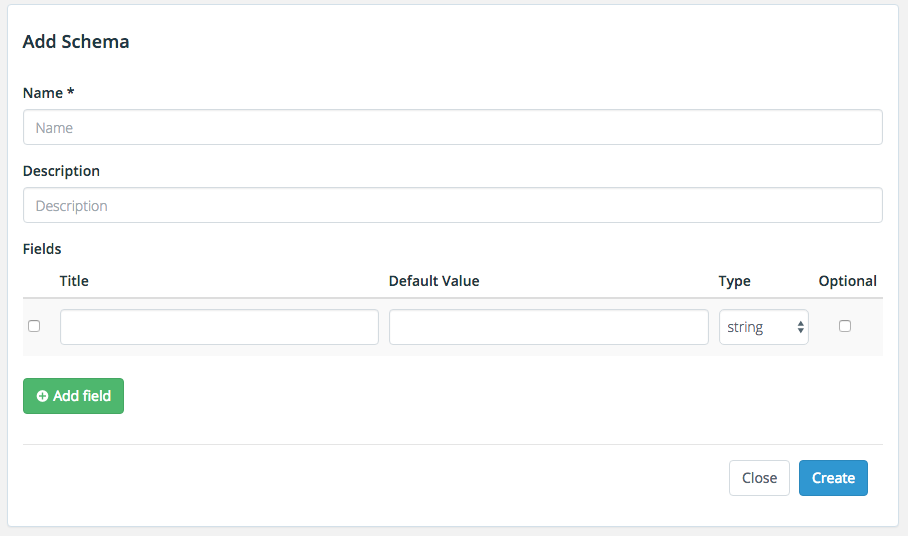 Add Schema
Name *
Name
Description
Description
Fields
Title Default Value Type Optional
string
Add field
Close Create